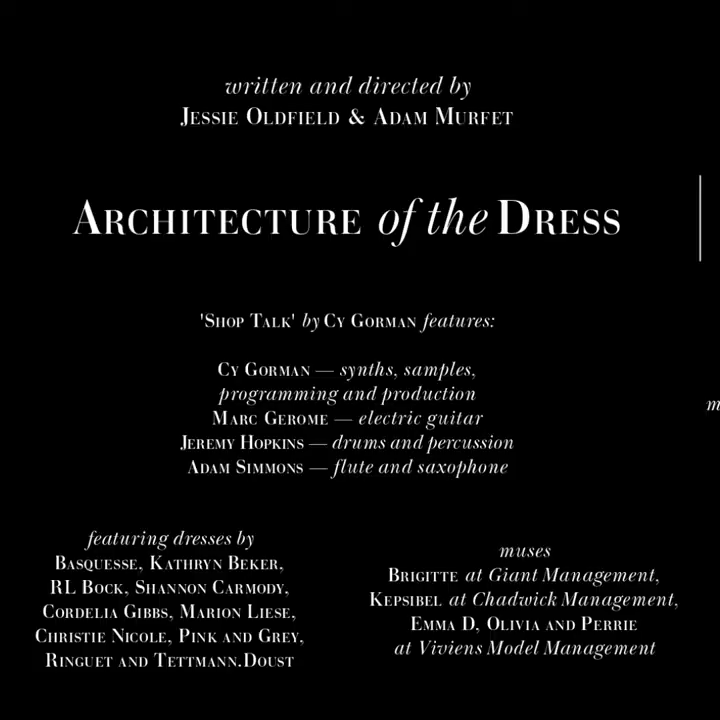 written and directed by
Jessie Oldfield & Adam Murfet
Architecture of the Dress
'Shop Talk' by Cy Gorman features:
Cy Gorman — synths, samples,
programming and production
Marc Gerome — electric guitar
Jeremy Hopkins — drums and percussion
Adam Simmons — flute and saxophone
featuring dresses by
Basquesse, Kathryn Beker,
RL Bock, Shannon Carmody,
Cordelia Gibbs, Marion Liese,
Christie Nicole, Pink and Grey,
Ringuet and Tettmann.Doust
muses
Brigitte at Giant Management,
Kepsibel at Chadwick Management,
Emma D, Olivia and Perrie
at Viviens Model Management